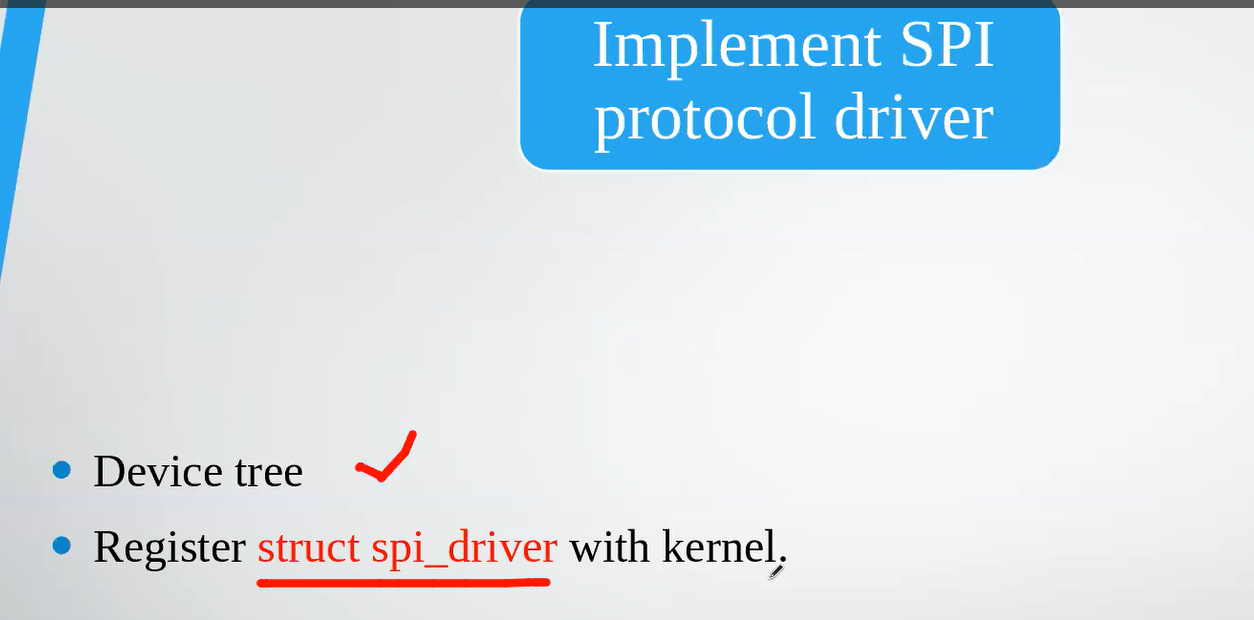 Implement SPI
protocol driver
Device tree
Register struct spi_driver with kernel.